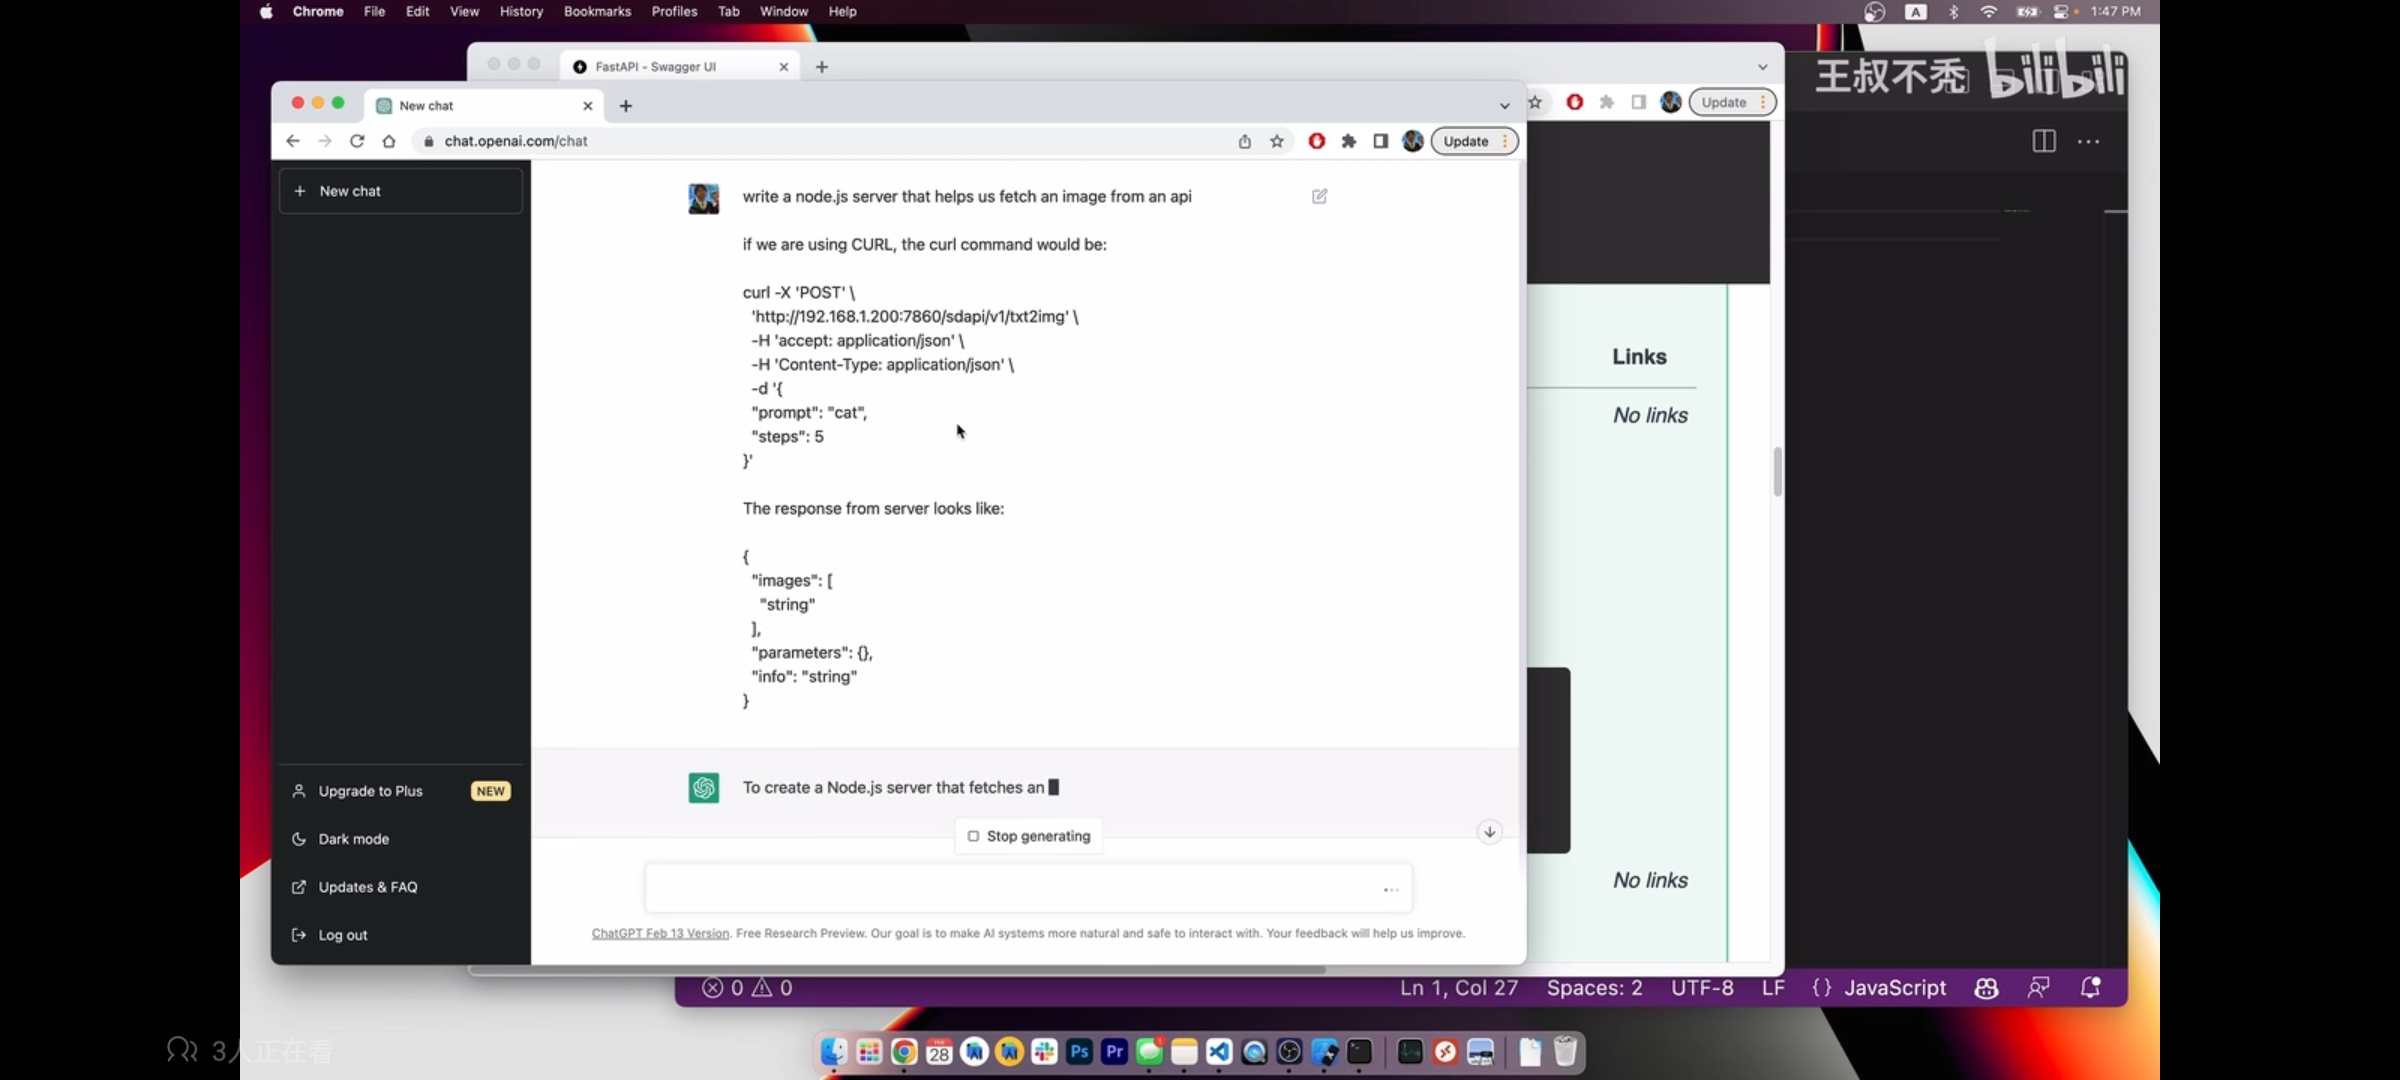 Chrome File Edit View History Bookmarks Profiles Tab Window Help
A
1:47 PM
FastAPI - Swagger UI
王叔不秃 bilibili
New chat
Update
chat.openai.com/chat
Update
New chat
write a node.js server that helps us fetch an image from an api
if we are using CURL, the curl command would be:
curl -X 'POST' \
'http://192.168.1.200:7860/sdapi/v1/txt2img' \
-H 'accept: application/json' \
-H 'Content-Type: application/json' \
-d '{
"prompt": "cat",
"steps": 5
}'
The response from server looks like:
{
"images": [
"string"
],
"parameters": {},
"info": "string"
}
Links
No links
No links
To create a Node.js server that fetches an
Stop generating
Upgrade to Plus NEW
Dark mode
Updates & FAQ
Log out
ChatGPT Feb 13 Version. Free Research Preview. Our goal is to make AI systems more natural and safe to interact with. Your feedback will help us improve.
0 0 Ln 1, Col 27 Spaces: 2 UTF-8 LF {} JavaScript
3人正在看
28
Ps
Pr